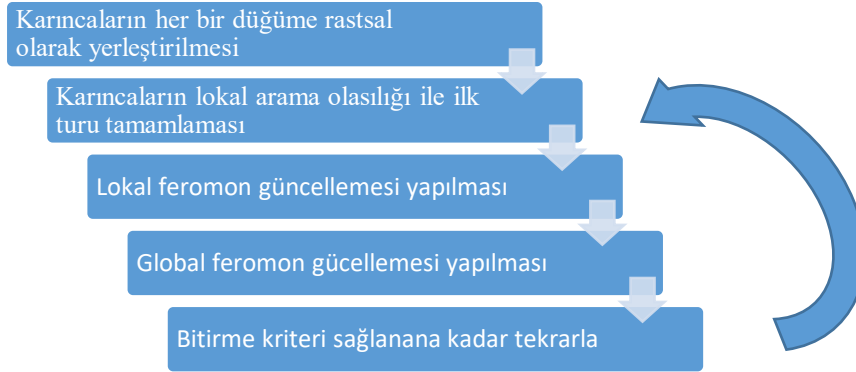 Karıncaların her bir düğüme rastsal
olarak yerleştirilmesi
Karıncaların lokal arama olasılığı ile ilk
turu tamamlaması
Lokal feromon güncellemesi yapılması
Global feromon gücellemesi yapılması
Bitirme kriteri sağlanana kadar tekrarla